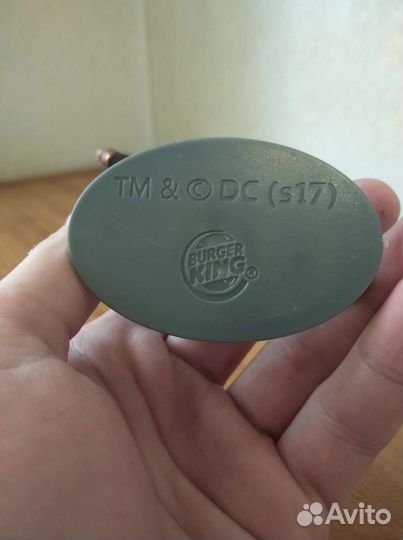 TM & © DC (s17)
BURGER
KING®
Avito